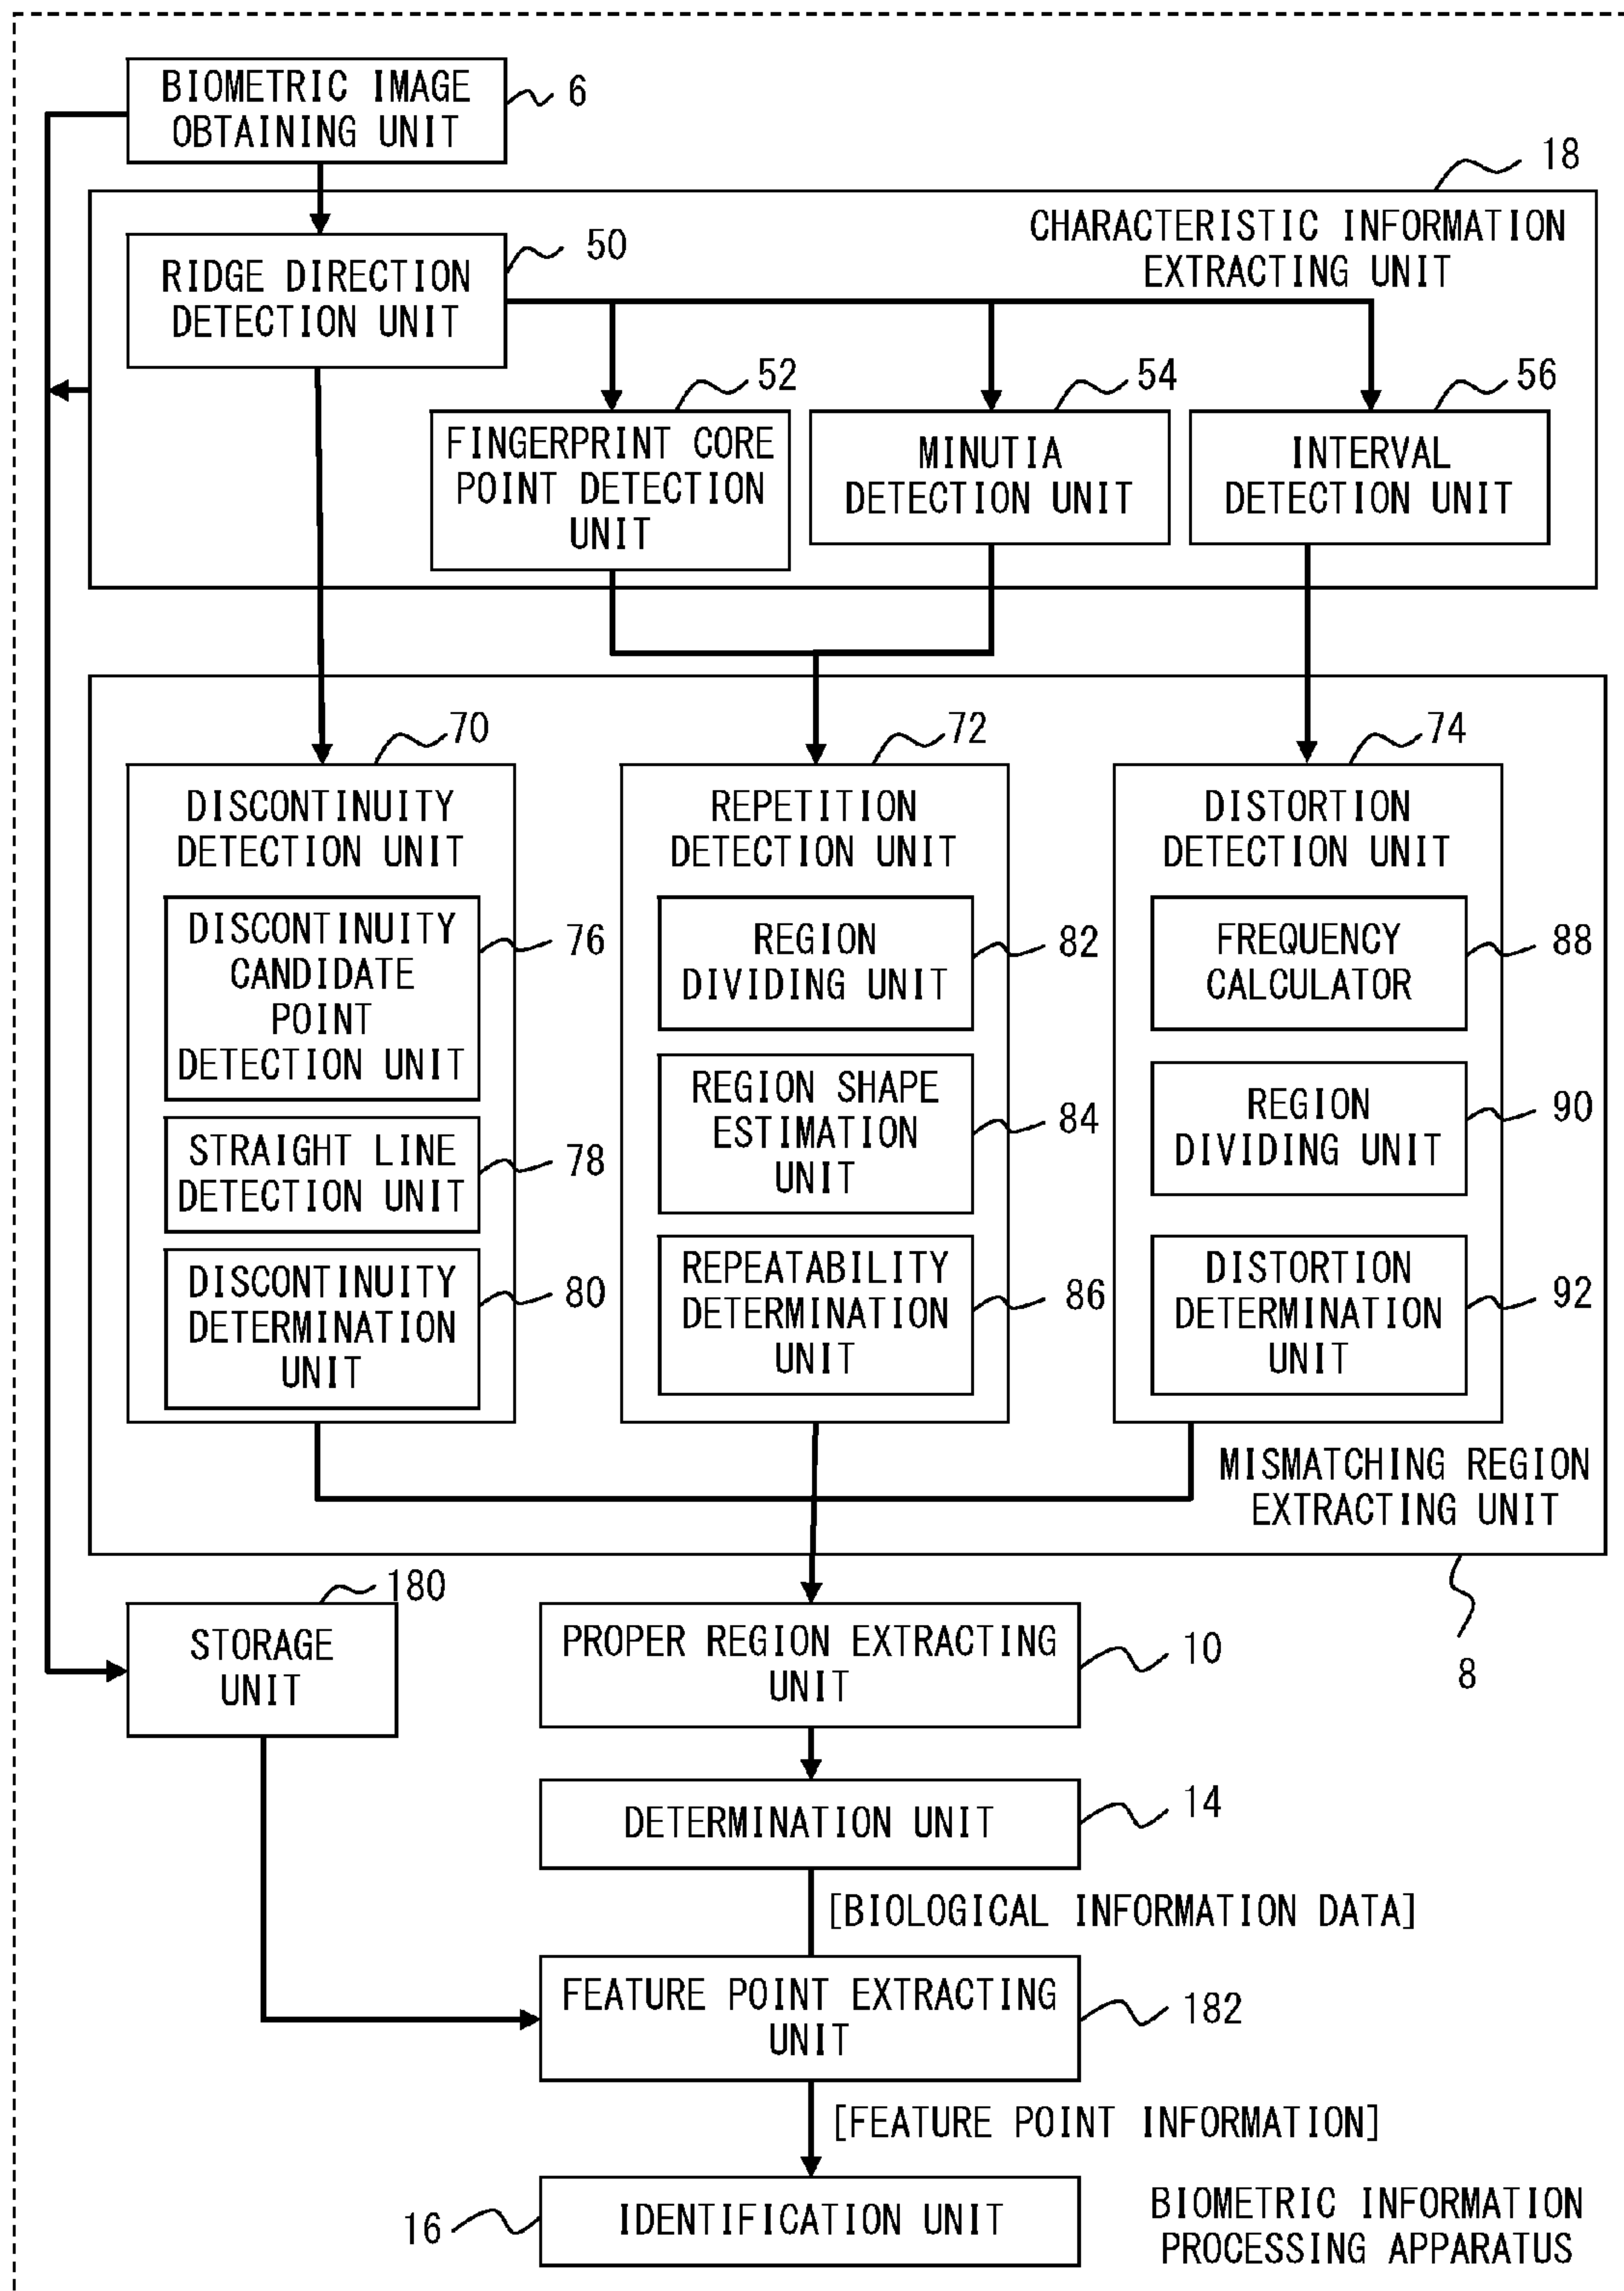 BIOMETRIC IMAGE
OBTAINING UNIT
6
18
CHARACTERISTIC INFORMATION
EXTRACTING UNIT
RIDGE DIRECTION
DETECTION UNIT
50
52
54
56
FINGERPRINT CORE
POINT DETECTION
UNIT
MINUTIA
DETECTION UNIT
INTERVAL
DETECTION UNIT
70
72
74
DISCONTINUITY
DETECTION UNIT
DISCONTINUITY
CANDIDATE
POINT
DETECTION UNIT
76
STRAIGHT LINE
DETECTION UNIT
78
DISCONTINUITY
DETERMINATION
UNIT
80
REPETITION
DETECTION UNIT
REGION
DIVIDING UNIT
82
REGION SHAPE
ESTIMATION
UNIT
84
REPEATABILITY
DETERMINATION
UNIT
86
DISTORTION
DETECTION UNIT
FREQUENCY
CALCULATOR
88
REGION
DIVIDING UNIT
90
DISTORTION
DETERMINATION
UNIT
92
MISMATCHING REGION
EXTRACTING UNIT
8
180
STORAGE
UNIT
PROPER REGION EXTRACTING
UNIT
10
DETERMINATION UNIT
14
[BIOLOGICAL INFORMATION DATA]
FEATURE POINT EXTRACTING
UNIT
182
[FEATURE POINT INFORMATION]
16
IDENTIFICATION UNIT
BIOMETRIC INFORMATION
PROCESSING APPARATUS